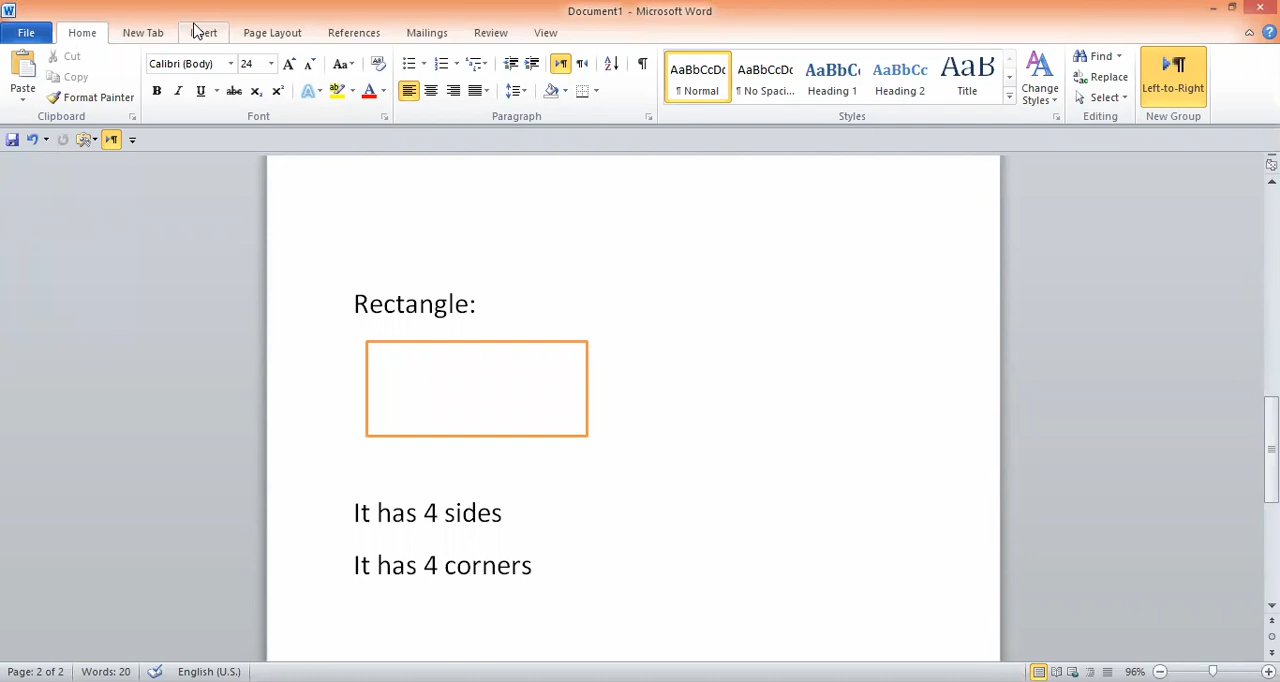 Document1 - Microsoft Word
File Home New Tab Insert Page Layout References Mailings Review View
Paste
Cut
Copy
Format Painter
Clipboard
Calibri (Body) 24
Font
Paragraph
AaBbCcDc AaBbCcDc AaBbC AaBbCc AaB
¶ Normal ¶ No Spaci... Heading 1 Heading 2 Title
Change
Styles
Styles
Find
Replace
Select
Editing
Left-to-Right
New Group
Rectangle:
It has 4 sides
It has 4 corners
Page: 2 of 2 Words: 20 English (U.S.) 96%